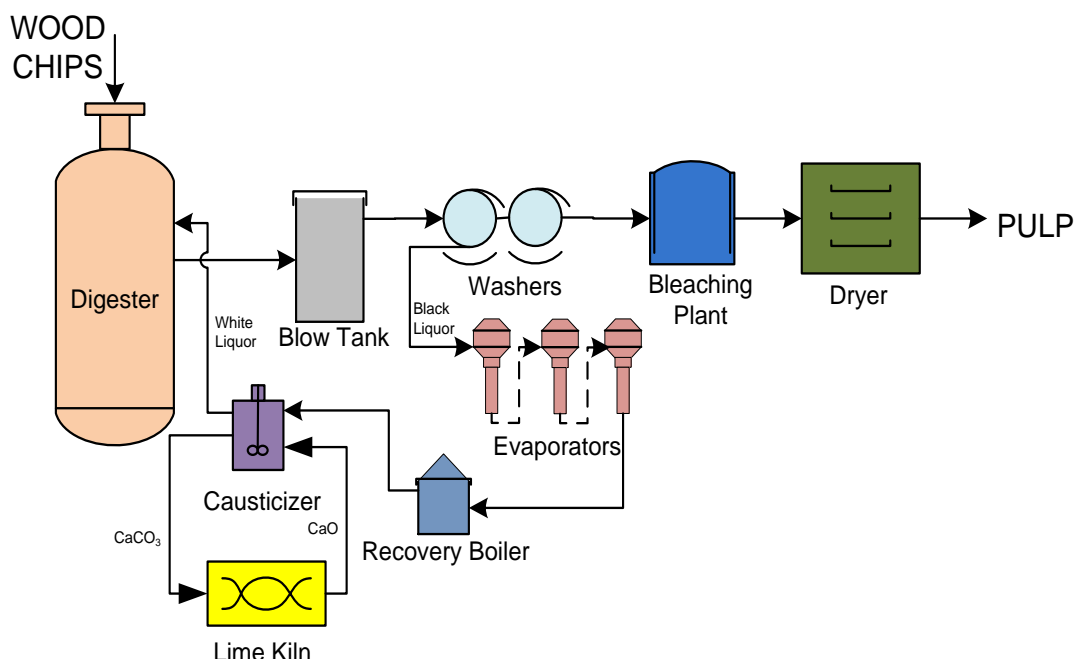 WOOD
CHIPS
Digester
White
Liquor
Blow Tank
Black
Liquor
Washers
Bleaching
Plant
Dryer
PULP
Evaporators
Causticizer
Recovery Boiler
CaCO₃
CaO
Lime Kiln